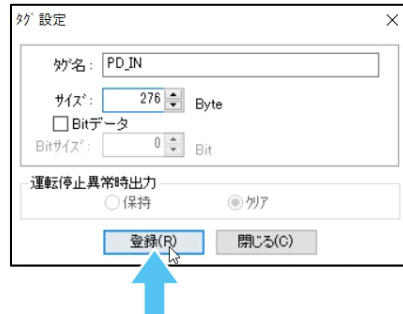 ﾀｸﾞ 設定
ﾀｸﾞ名: PD_IN
ｻｲｽﾞ: 276 Byte
Bitﾃﾞｰﾀ
Bitｻｲｽﾞ: 0 Bit
運転停止異常時出力
保持 ｸﾘｱ
登録(R) 閉じる(C)